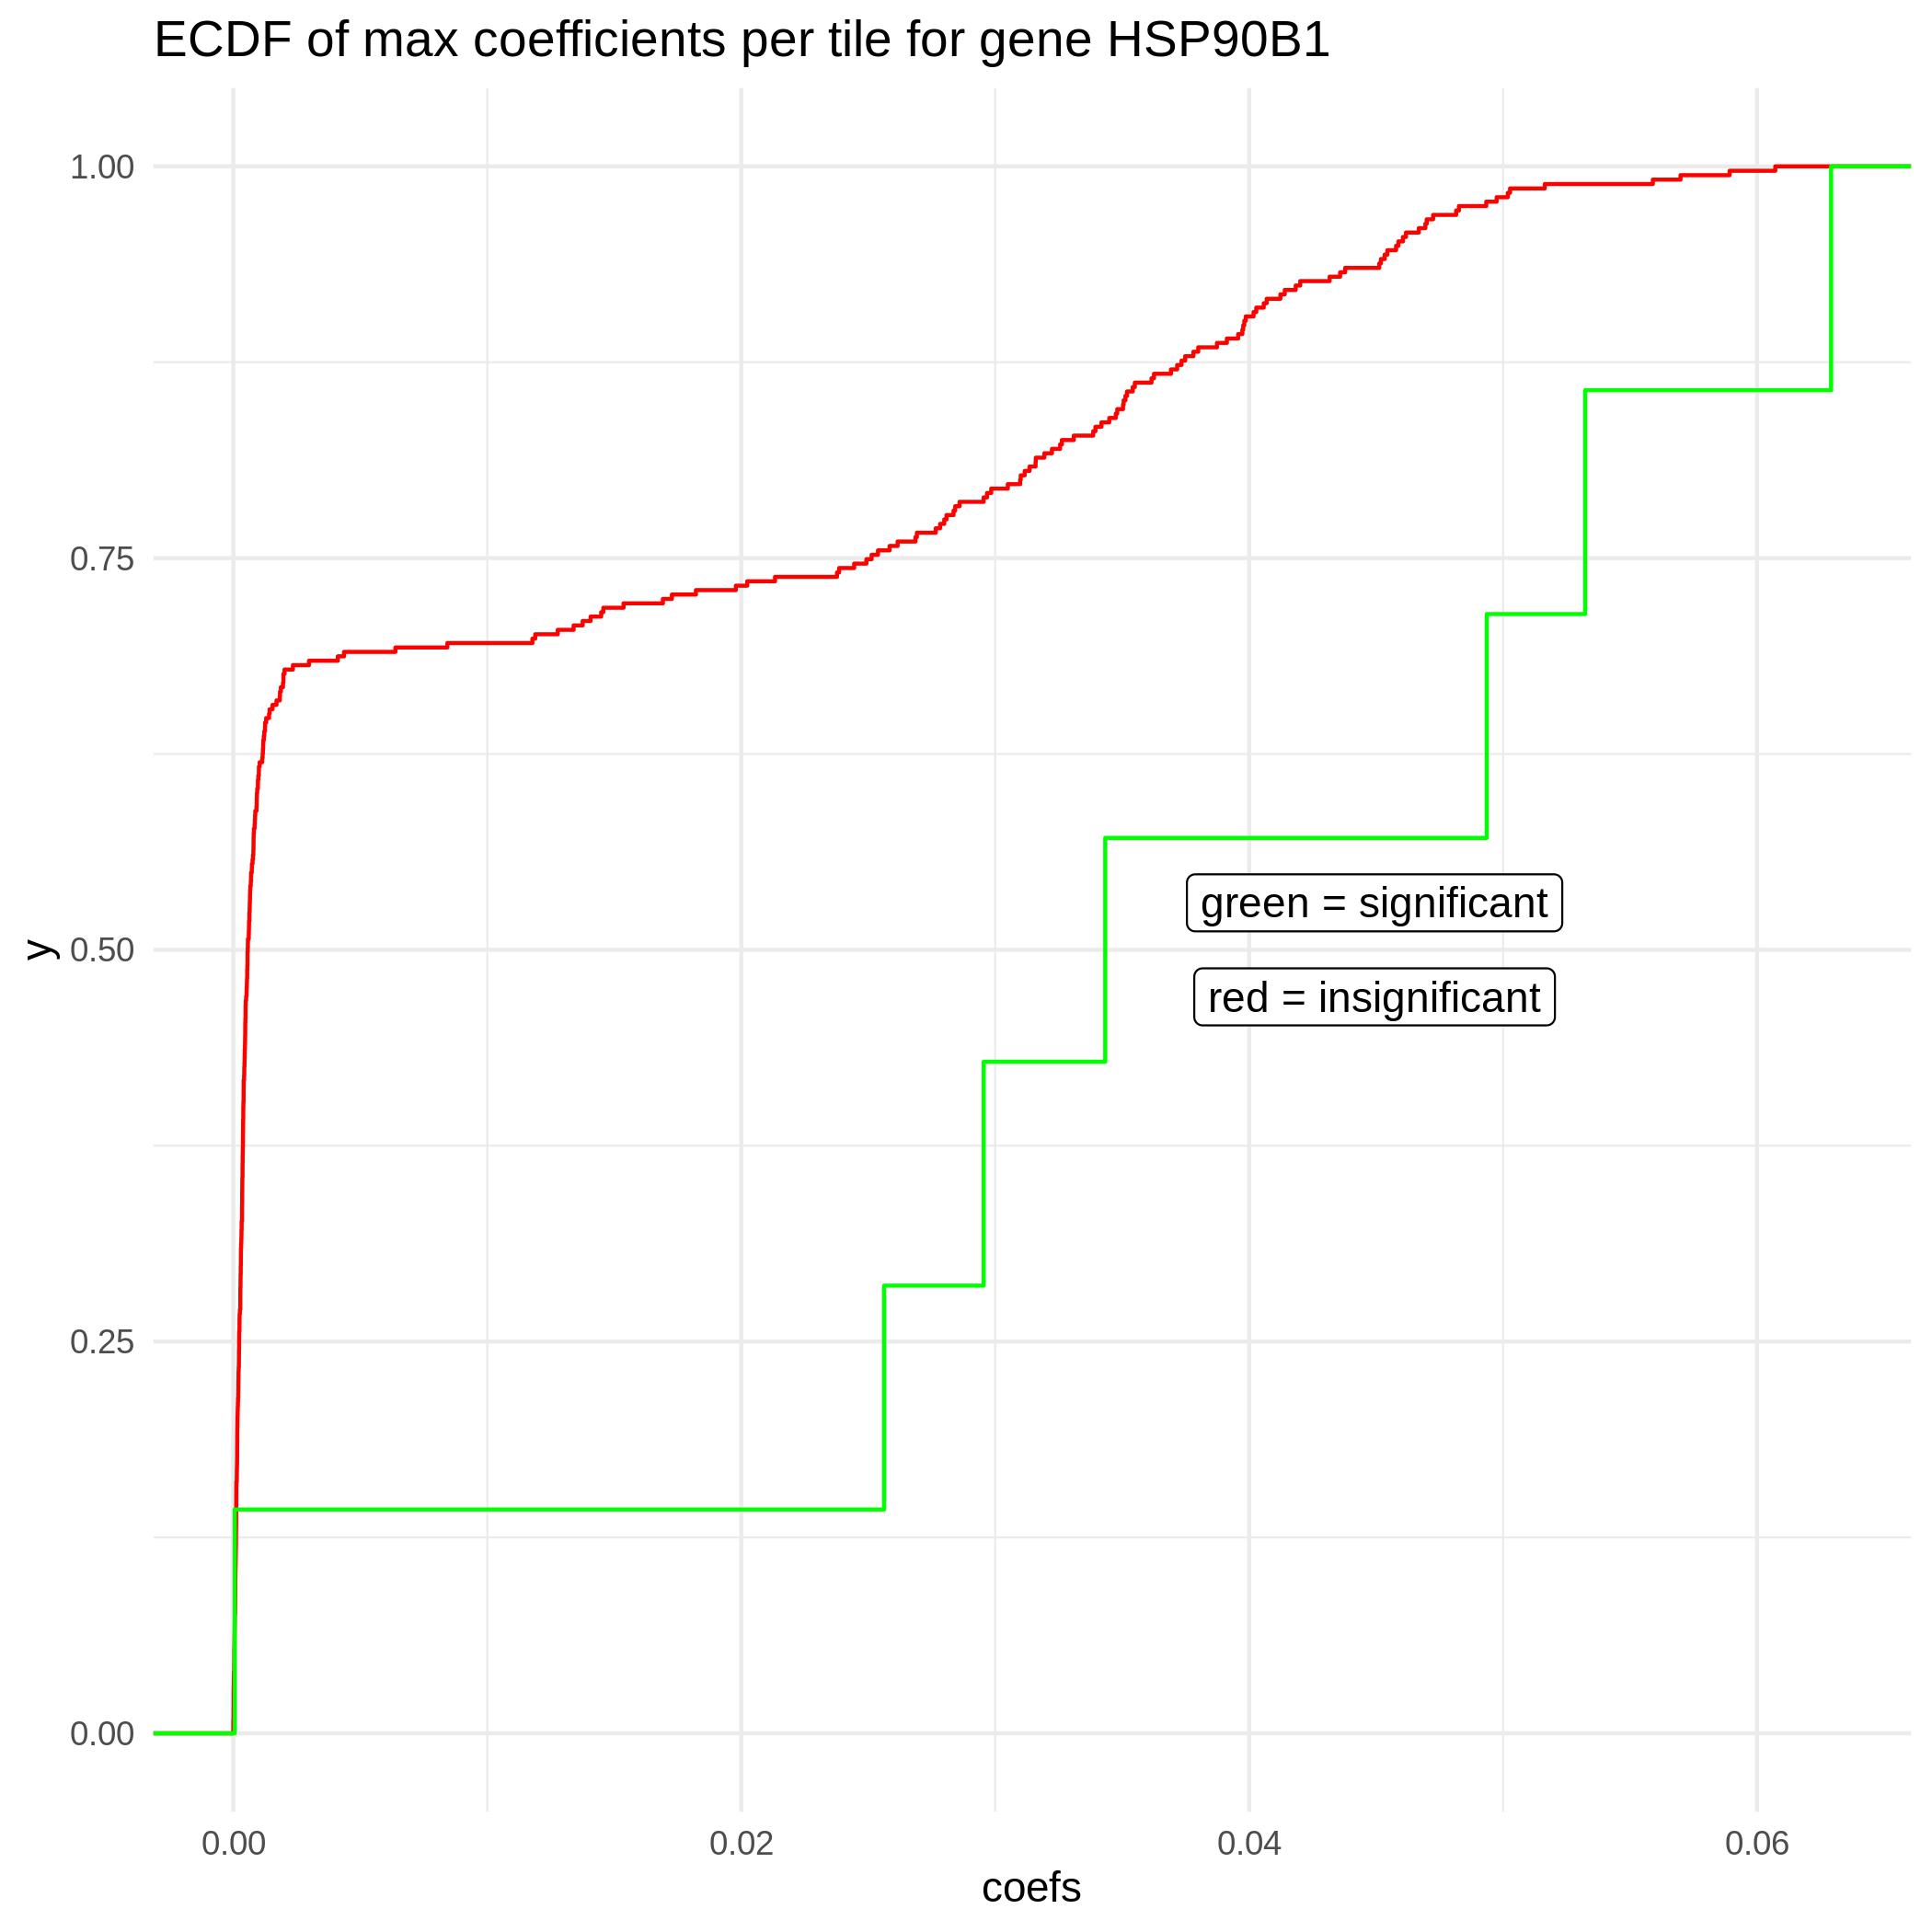 ECDF of max coefficients per tile for gene HSP90B1
1.00
0.75
0.50
0.25
0.00
y
green = significant
red = insignificant
0.00 0.02 0.04 0.06
coefs